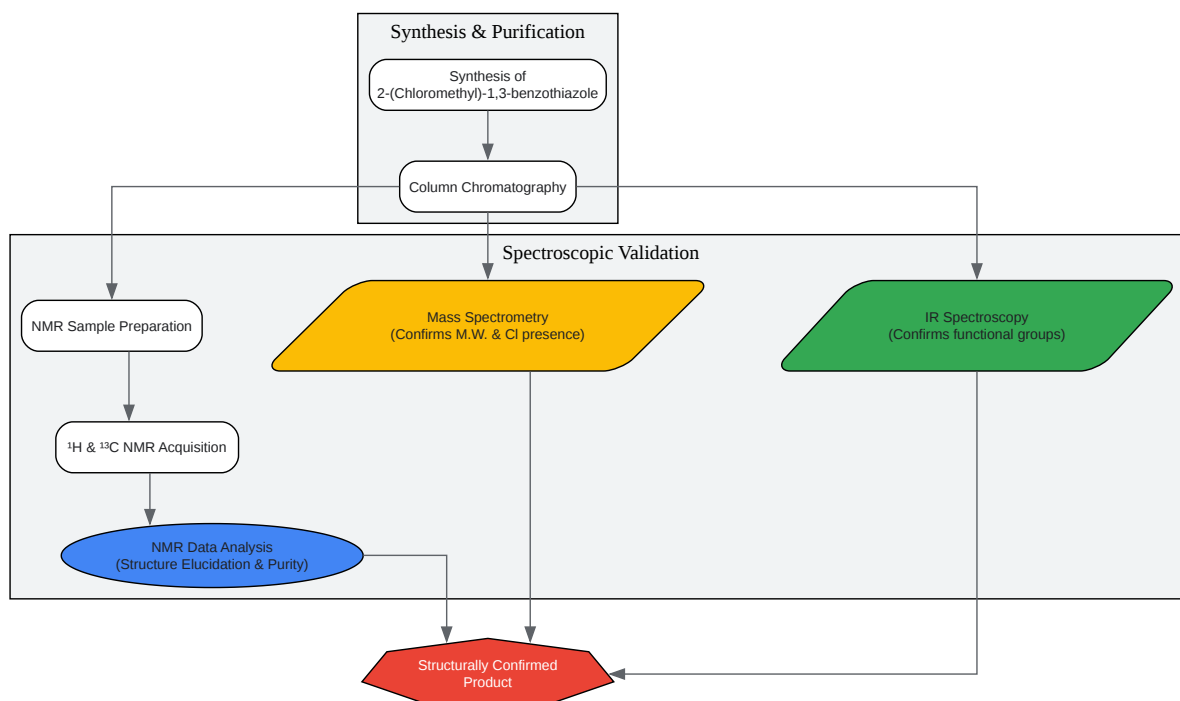 Synthesis & Purification
Synthesis of
2-(Chloromethyl)-1,3-benzothiazole
Column Chromatography
Spectroscopic Validation
NMR Sample Preparation
Mass Spectrometry
(Confirms M.W. & Cl presence)
IR Spectroscopy
(Confirms functional groups)
¹H & ¹³C NMR Acquisition
NMR Data Analysis
(Structure Elucidation & Purity)
Structurally Confirmed
Product